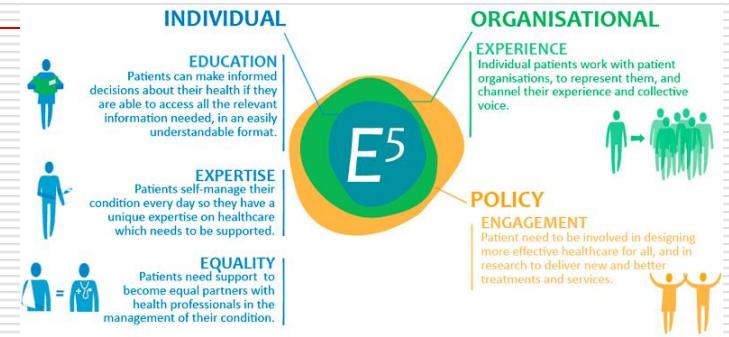 INDIVIDUAL
EDUCATION
Patients can make informed
decisions about their health if they
are able to access all the relevant
information needed, in an easily
understandable format.
EXPERTISE
Patients self-manage their
condition every day so they have a
unique expertise on healthcare
which needs to be supported.
EQUALITY
Patients need support to
become equal partners with
health professionals in the
management of their condition.
=
E5
ORGANISATIONAL
EXPERIENCE
Individual patients work with patient
organisations, to represent them, and
channel their experience and collective
voice.
POLICY
ENGAGEMENT
Patient need to be involved in designing
more effective healthcare for all, and in
research to deliver new and better
treatments and services.